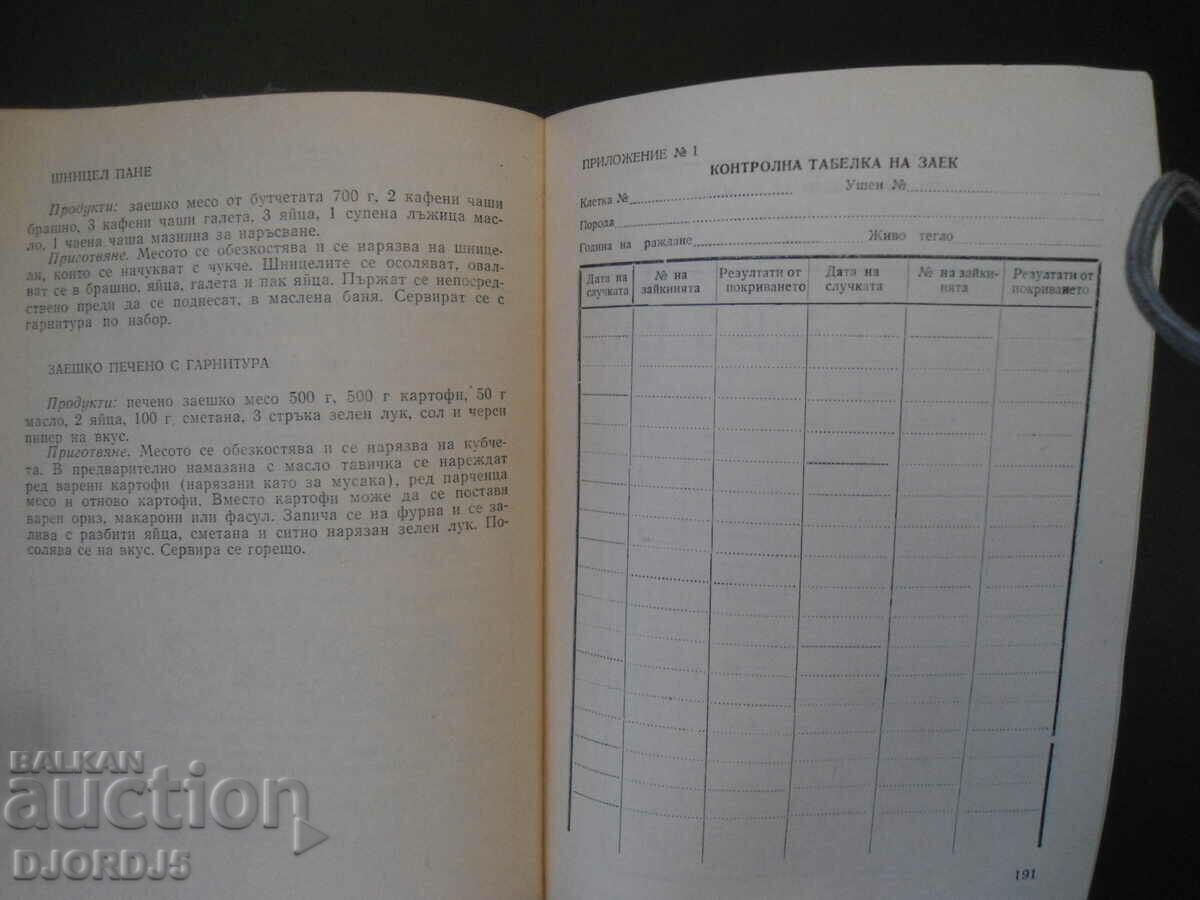 ШНИЦЕЛ ПАНЕ
Продукти: заешко месо от бутчетата 700 г, 2 кафени чаши
брашно, 3 кафени чаши галета, 3 яйца, 1 супена лъжица мас-
ло, 1 чаена чаша мазнина за наръсване.
Приготвяне. Месото се обезкостява и се нарязва на шнице-
ли, които се начукват с чукче. Шницелите се осоляват, овал-
ват се в брашно, яйца, галета и пак яйца. Пържат се непосред-
ствено преди да се поднесат, в маслена баня. Сервират се с
гарнитура по избор.
ЗАЕШКО ПЕЧЕНО С ГАРНИТУРА
Продукти: печено заешко месо 500 г, 500 г картофи, 50 г
масло, 2 яйца, 100 г сметана, 3 стръка зелен лук, сол и черен
пипер на вкус.
Приготвяне. Месото се обезкостява и се нарязва на кубче-
та. В предварително намазана с масло тавичка се нареждат
ред варени картофи (нарязани като за мусака), ред парченца
месо и отново картофи. Вместо картофи може да се постави
варен ориз, макарони или фасул. Запича се на фурна и се за-
лива с разбити яйца, сметана и ситно нарязан зелен лук. По-
солява се на вкус. Сервира се горещо.
ПРИЛОЖЕНИЕ № 1
КОНТРОЛНА ТАБЕЛКА НА ЗАЕК
Клетка № Ушен №
Порода
Година на раждане Живо тегло
Дата на случката № на зайкинята Резултати от покриването Дата на случката № на зайки-нята Резултати от покриването
191
BALKAN
auction
DJORDJ5